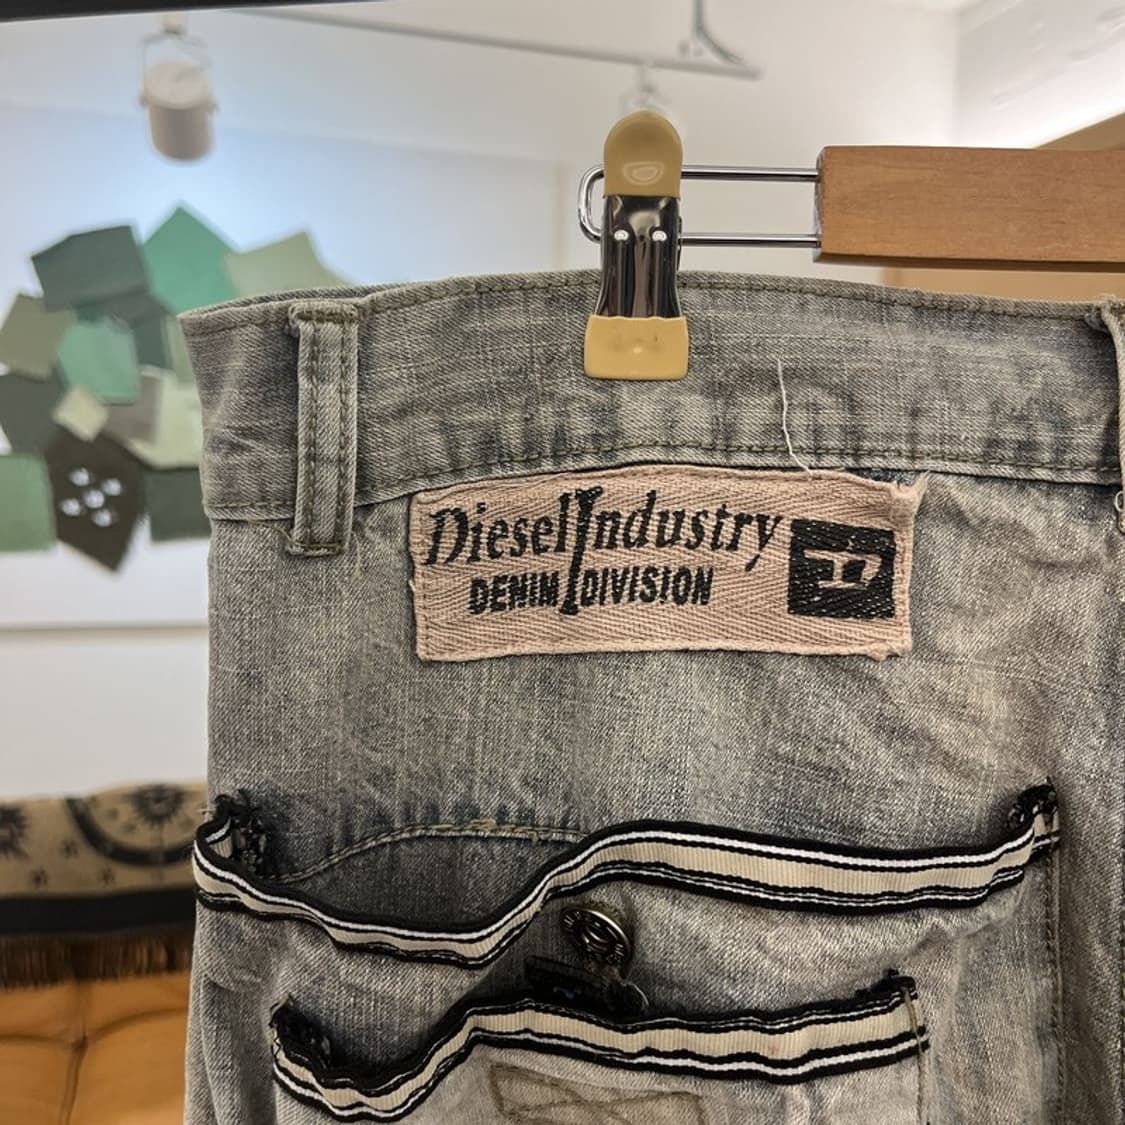 Diesel Industry
DENIM DIVISION
D